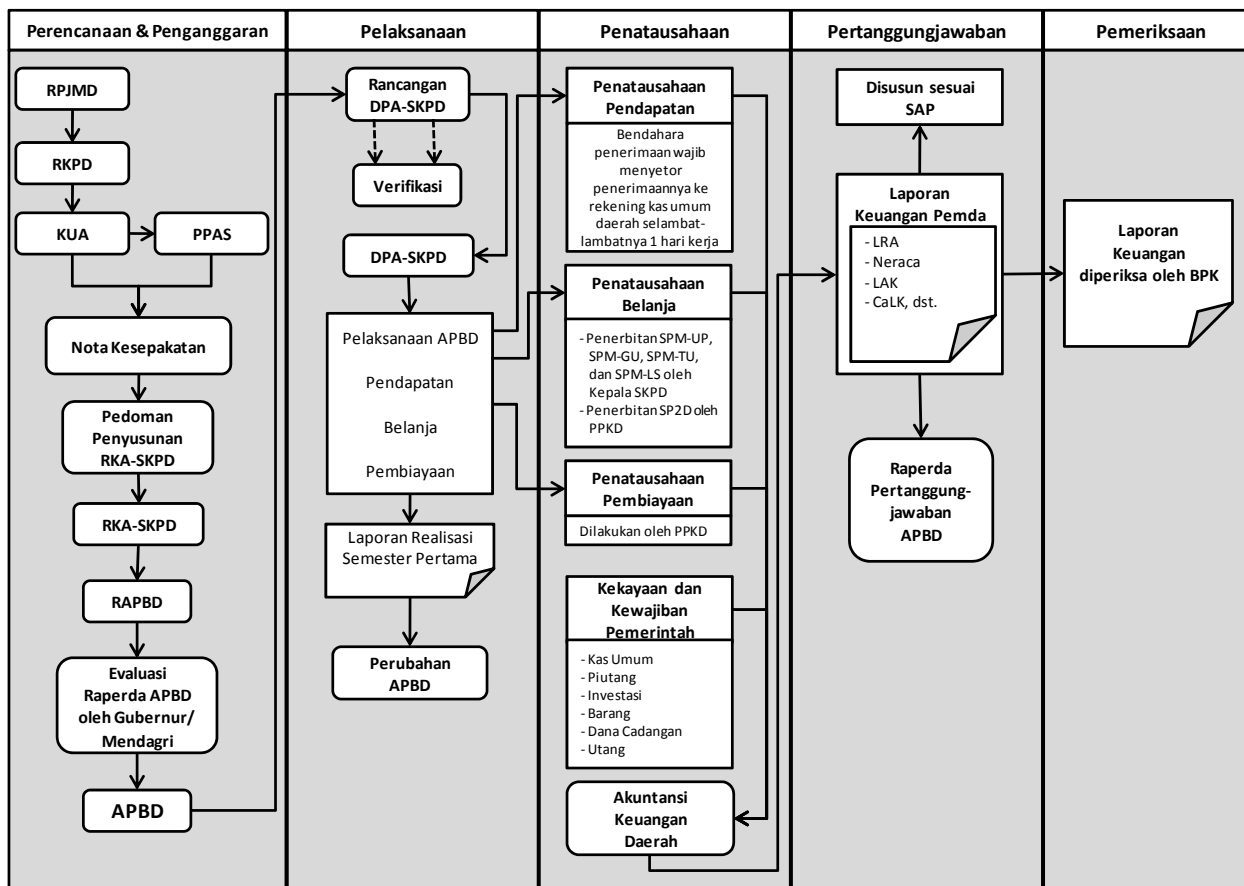 Perencanaan & Penganggaran
Pelaksanaan
Penatausahaan
Pertanggungjawaban
Pemeriksaan
RPJMD
RKPD
KUA
PPAS
Nota Kesepakatan
Pedoman
Penyusunan
RKA-SKPD
RKA-SKPD
RAPBD
Evaluasi
Raperda APBD
oleh Gubernur/
Mendagri
APBD
Rancangan
DPA-SKPD
Verifikasi
DPA-SKPD
Pelaksanaan APBD
Pendapatan
Belanja
Pembiayaan
Laporan Realisasi
Semester Pertama
Perubahan
APBD
Penatausahaan
Pendapatan
Bendahara
penerimaan wajib
menyetor
penerimaannya ke
rekening kas umum
daerah selambat-
lambatnya 1 hari kerja
Penatausahaan
Belanja
- Penerbitan SPM-UP,
SPM-GU, SPM-TU,
dan SPM-LS oleh
Kepala SKPD
- Penerbitan SP2D oleh
PPKD
Penatausahaan
Pembiayaan
Dilakukan oleh PPKD
Kekayaan dan
Kewajiban
Pemerintah
- Kas Umum
- Piutang
- Investasi
- Barang
- Dana Cadangan
- Utang
Akuntansi
Keuangan
Daerah
Disusun sesuai
SAP
Laporan
Keuangan Pemda
- LRA
- Neraca
- LAK
- CaLK, dst.
Raperda
Pertanggung-
jawaban
APBD
Laporan
Keuangan
diperiksa oleh BPK